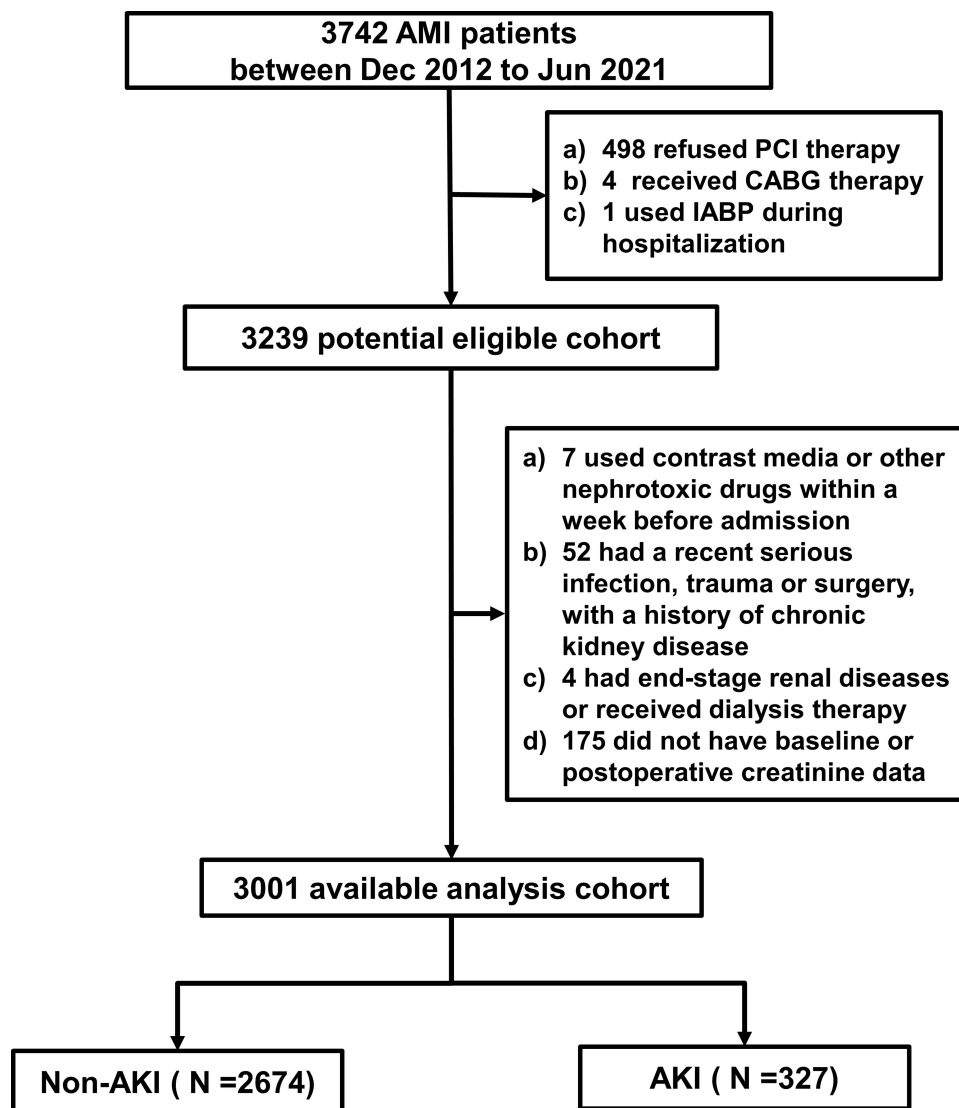 3742 AMI patients
between Dec 2012 to Jun 2021
a) 498 refused PCI therapy
b) 4 received CABG therapy
c) 1 used IABP during
hospitalization
3239 potential eligible cohort
a) 7 used contrast media or other
nephrotoxic drugs within a
week before admission
b) 52 had a recent serious
infection, trauma or surgery,
with a history of chronic
kidney disease
c) 4 had end-stage renal diseases
or received dialysis therapy
d) 175 did not have baseline or
postoperative creatinine data
3001 available analysis cohort
Non-AKI ( N =2674)
AKI ( N =327)